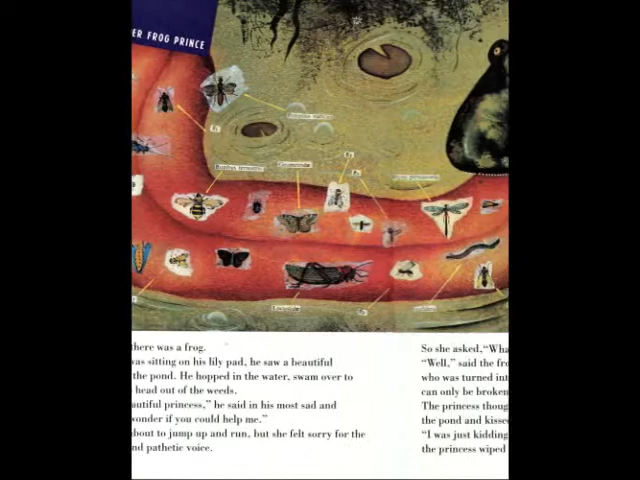 ER FROG PRINCE
there was a frog.
was sitting on his lily pad, he saw a beautiful
the pond. He hopped in the water, swam over to
head out of the weeds.
autiful princess," he said in his most sad and
wonder if you could help me."
about to jump up and run, but she felt sorry for the
nd pathetic voice.
So she asked, "Wha
"Well," said the fro
who was turned int
can only be broken
The princess thoug
the pond and kisse
"I was just kidding
the princess wiped